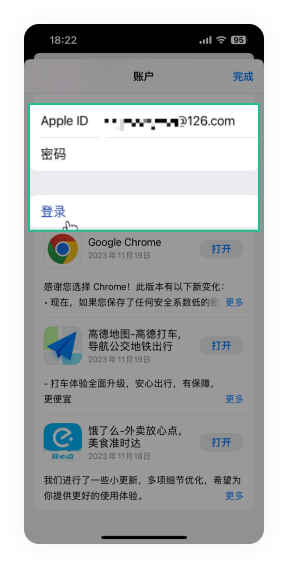 18:22
95
账户
完成
Apple ID
@126.com
密码
登录
Google Chrome
2023年11月19日
打开
感谢您选择 Chrome！此版本有以下新变化：
• 现在，如果您保存了任何安全系数低的密
更多
高德地图-高德打车，
导航公交地铁出行
2023年11月19日
打开
- 打车体验全面升级，安心出行，有保障，
更便宜
更多
饿了么-外卖放心点，
美食准时达
2023年11月18日
打开
放心点
我们进行了一些小更新，多项细节优化，希望为
你提供更好的使用体验。
更多